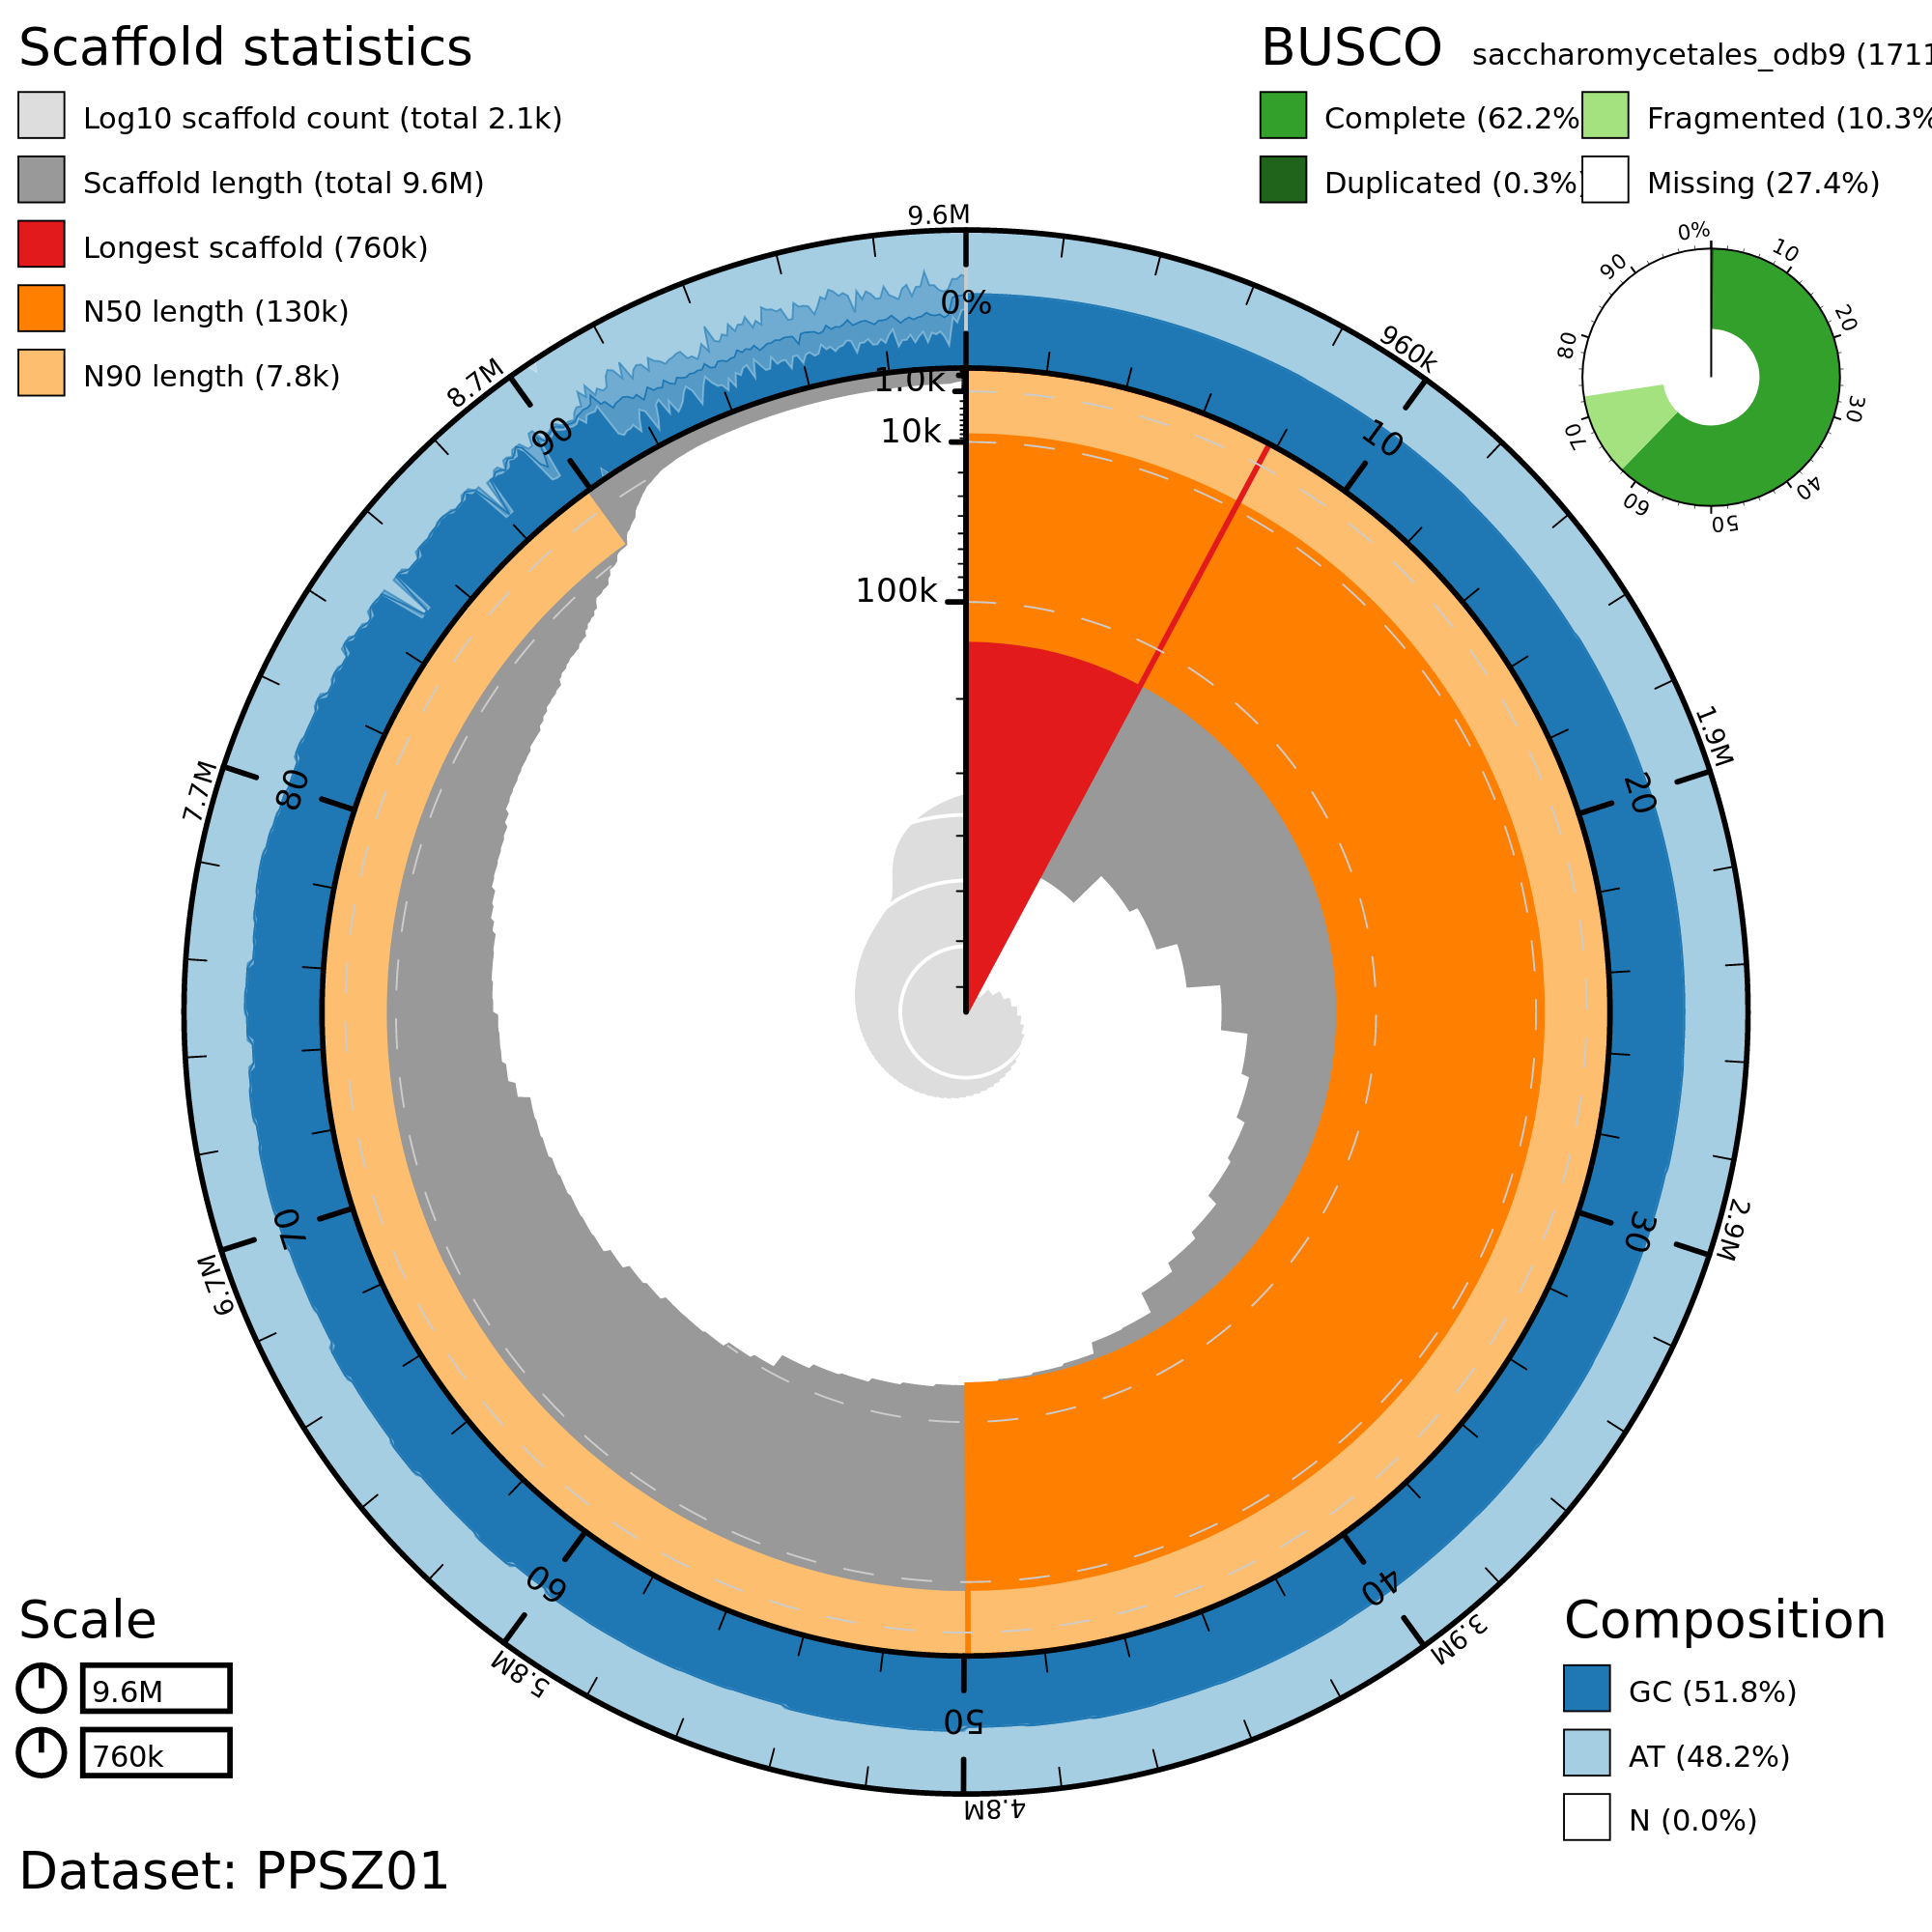 Scaffold statistics
Log10 scaffold count (total 2.1k)
Scaffold length (total 9.6M)
Longest scaffold (760k)
N50 length (130k)
N90 length (7.8k)
BUSCO saccharomycetales_odb9 (1711
Complete (62.2%
Fragmented (10.3%
Duplicated (0.3%)
Missing (27.4%)
0%
10
20
30
40
50
60
70
80
90
9.6M
960k
1.9M
2.9M
3.9M
4.8M
5.8M
6.7M
7.7M
8.7M
0%
10
20
30
40
50
60
70
80
90
1.0k
10k
100k
Scale
9.6M
760k
Composition
GC (51.8%)
AT (48.2%)
N (0.0%)
Dataset: PPSZ01